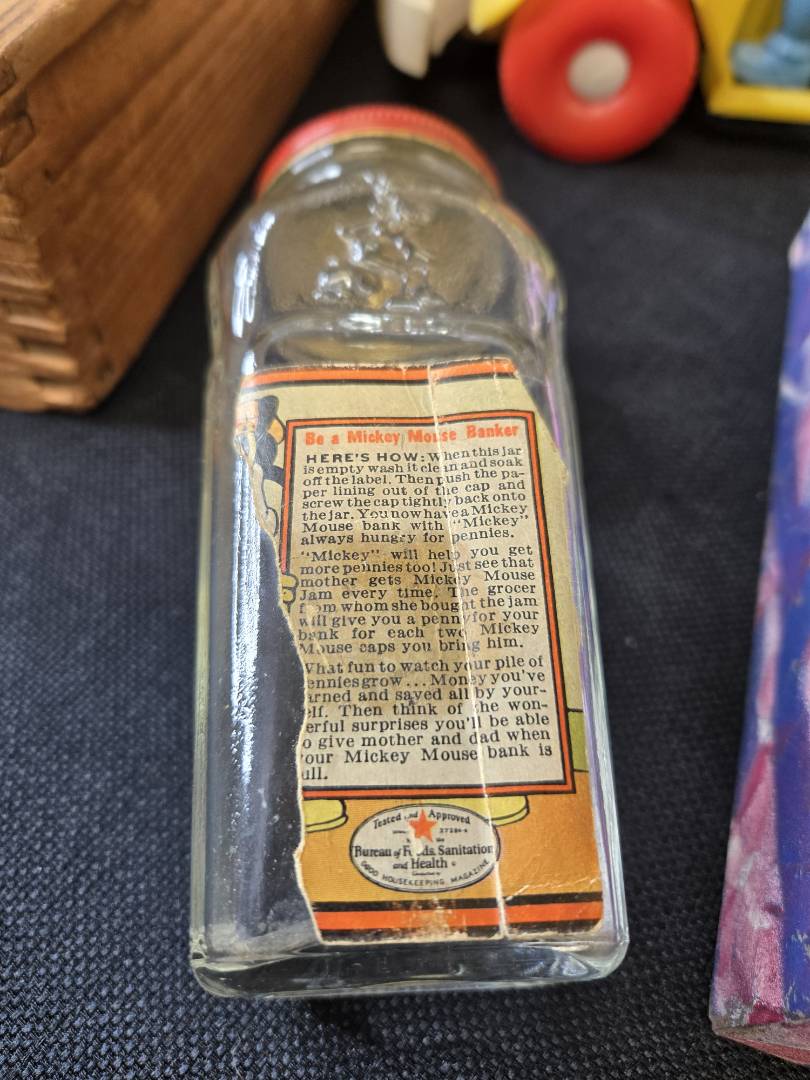 Be a Mickey Mouse Banker
HERE'S HOW: When this jar
is empty wash it clean and soak
off the label. Then push the pa-
per lining out of the cap and
screw the cap tightly back onto
the jar. You now have a Mickey
Mouse bank with "Mickey"
always hungry for pennies.
"Mickey" will help you get
more pennies too! Just see that
mother gets Mickey Mouse
Jam every time. The grocer
from whom she bought the jam
will give you a penny for your
bank for each two Mickey
Mouse caps you bring him.
What fun to watch your pile of
ennies grow... Money you've
arned and saved all by your-
elf. Then think of the won-
erful surprises you'll be able
o give mother and dad when
our Mickey Mouse bank is
ull.
Tested and Approved
Bureau of Foods, Sanitation
and Health
GOOD HOUSEKEEPING MAGAZINE